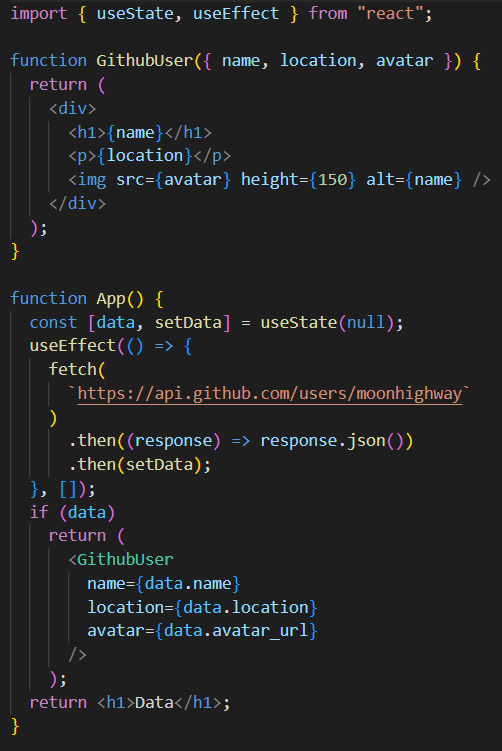 import { useState, useEffect } from "react";

function GithubUser({ name, location, avatar }) {
  return (
    <div>
      <h1>{name}</h1>
      <p>{location}</p>
      <img src={avatar} height={150} alt={name} />
    </div>
  );
}

function App() {
  const [data, setData] = useState(null);
  useEffect(() => {
    fetch(
      `https://api.github.com/users/moonhighway`
    )
      .then((response) => response.json())
      .then(setData);
  }, []);
  if (data)
    return (
      <GithubUser
        name={data.name}
        location={data.location}
        avatar={data.avatar_url}
      />
    );
  return <h1>Data</h1>;
}